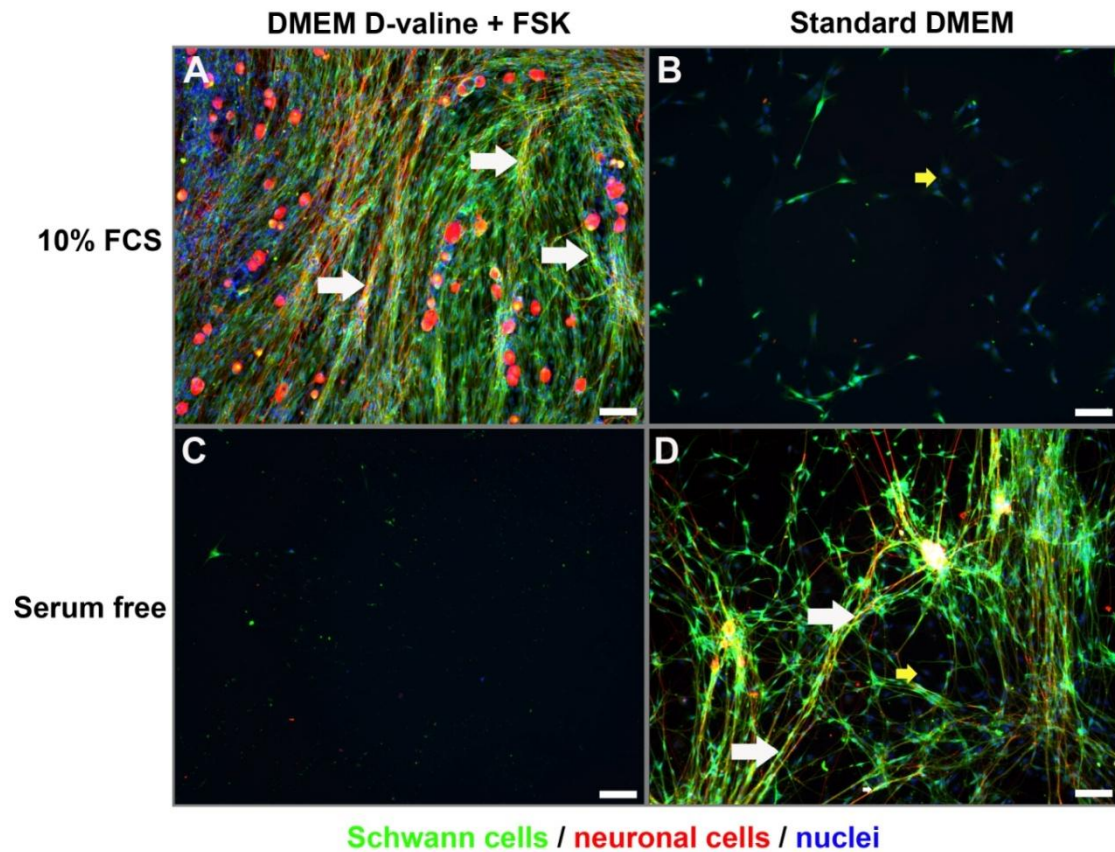 DMEM D-valine + FSK
Standard DMEM
A
B
10% FCS
C
D
Serum free
Schwann cells / neuronal cells / nuclei